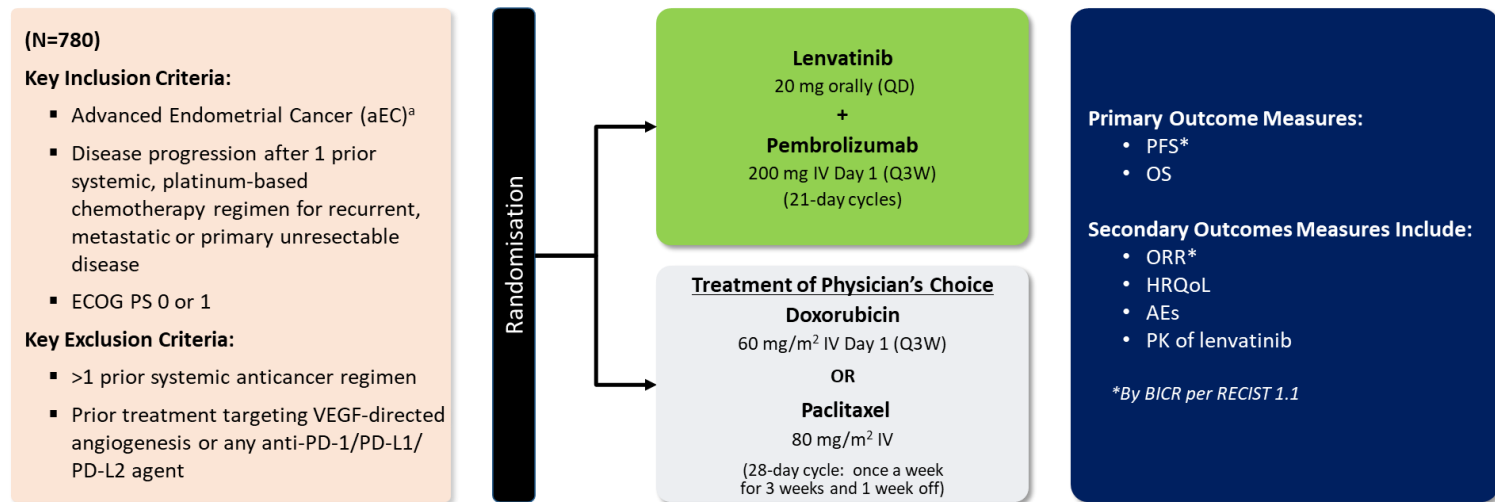 (N=780)
Key Inclusion Criteria:
▪ Advanced Endometrial Cancer (aEC)ᵃ
▪ Disease progression after 1 prior
systemic, platinum-based
chemotherapy regimen for recurrent,
metastatic or primary unresectable
disease
▪ ECOG PS 0 or 1
Key Exclusion Criteria:
▪ >1 prior systemic anticancer regimen
▪ Prior treatment targeting VEGF-directed
angiogenesis or any anti-PD-1/PD-L1/
PD-L2 agent
Randomisation
Lenvatinib
20 mg orally (QD)
+
Pembrolizumab
200 mg IV Day 1 (Q3W)
(21-day cycles)
Treatment of Physician’s Choice
Doxorubicin
60 mg/m² IV Day 1 (Q3W)
OR
Paclitaxel
80 mg/m² IV
(28-day cycle: once a week
for 3 weeks and 1 week off)
Primary Outcome Measures:
• PFS*
• OS
Secondary Outcomes Measures Include:
• ORR*
• HRQoL
• AEs
• PK of lenvatinib
*By BICR per RECIST 1.1